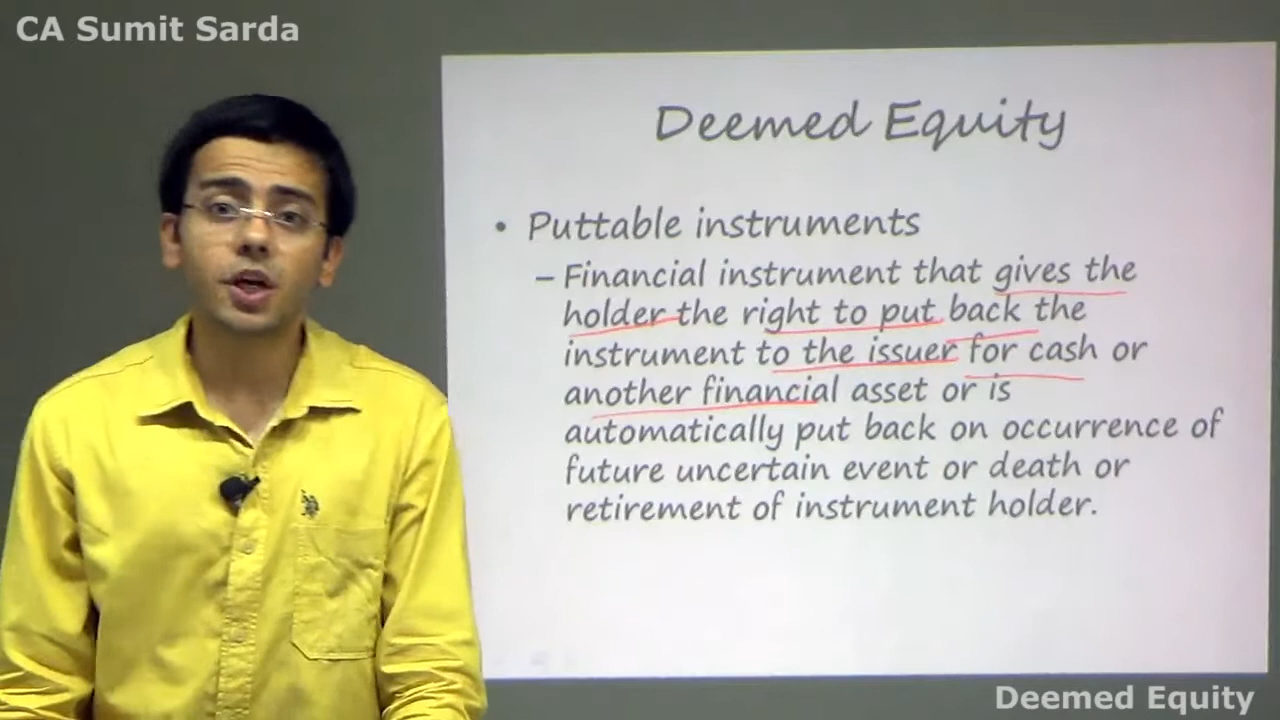 CA Sumit Sarda
Deemed Equity
• Puttable instruments
– Financial instrument that gives the
holder the right to put back the
instrument to the issuer for cash or
another financial asset or is
automatically put back on occurrence of
future uncertain event or death or
retirement of instrument holder.
Deemed Equity